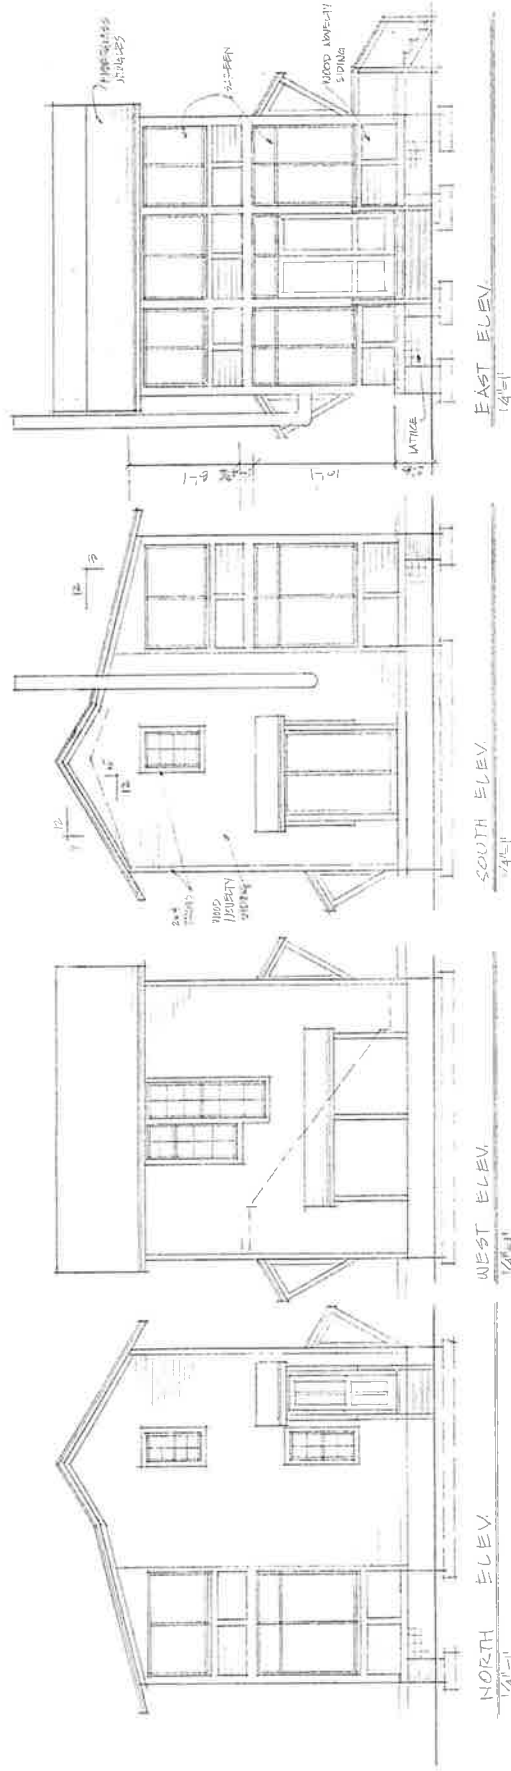 NORTH ELEV.
1/4"=1'
WEST ELEV.
1/4"=1'
12
12
WOOD
NOVELTY
SIDING
12
SOUTH ELEV.
1/4"=1'
FIBERGLASS
SHINGLES
SCREEN
WOOD NOVELTY
SIDING
LATTICE
EAST ELEV.
1/4"=1'